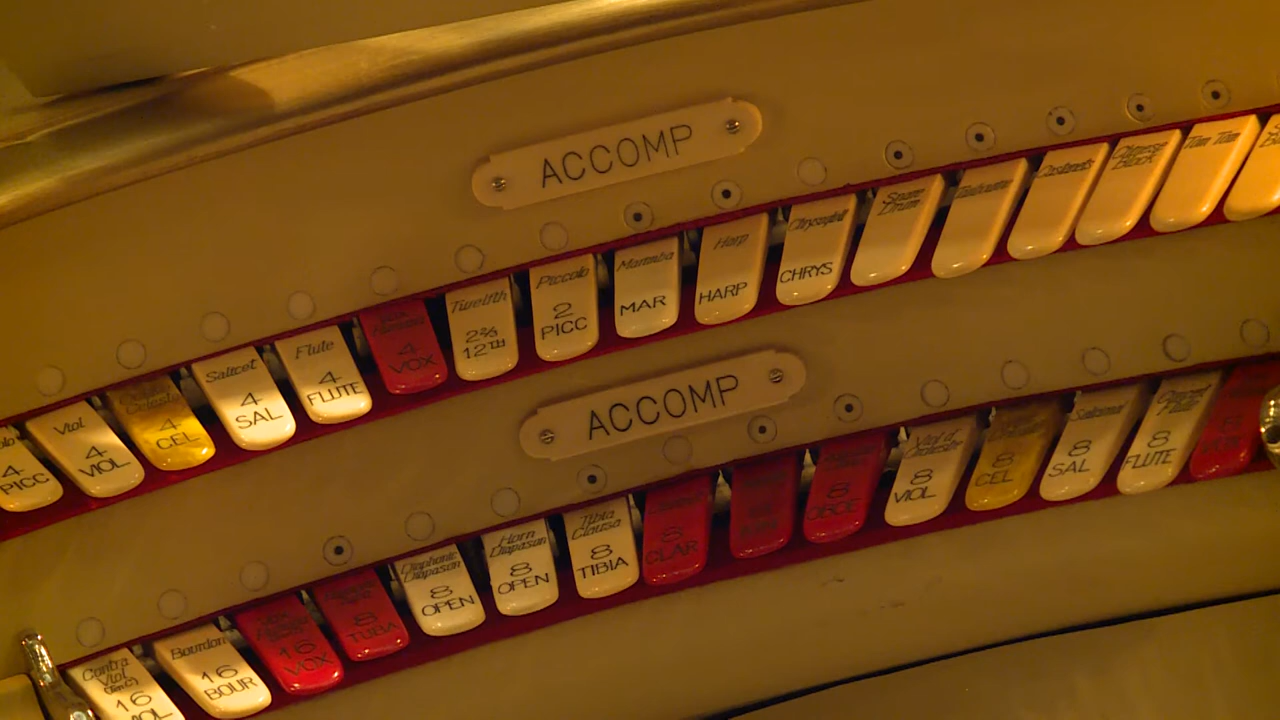 ACCOMP
4
PICC
Viol
4
VIOL
4
CEL
Salicet
4
SAL
Flute
4
FLUTE
4
VOX
Twelfth
2⅔
12TH
Piccolo
2
PICC
Marimba
MAR
Harp
HARP
Chrysoglott
CHRYS
Snare
Drum
Tambourine
Castanets
Chinese
Block
Tom Tom
ACCOMP
Contra
Viol
16
Bourdon
16
BOUR
16
VOX
8
TUBA
Diaphonic
Diapason
8
OPEN
Horn
Diapason
8
OPEN
Tibia
Clausa
8
TIBIA
8
CLAR
8
OBOE
Viol d'
Orchestre
8
VIOL
8
CEL
Salicional
8
SAL
Concert
Flute
8
FLUTE